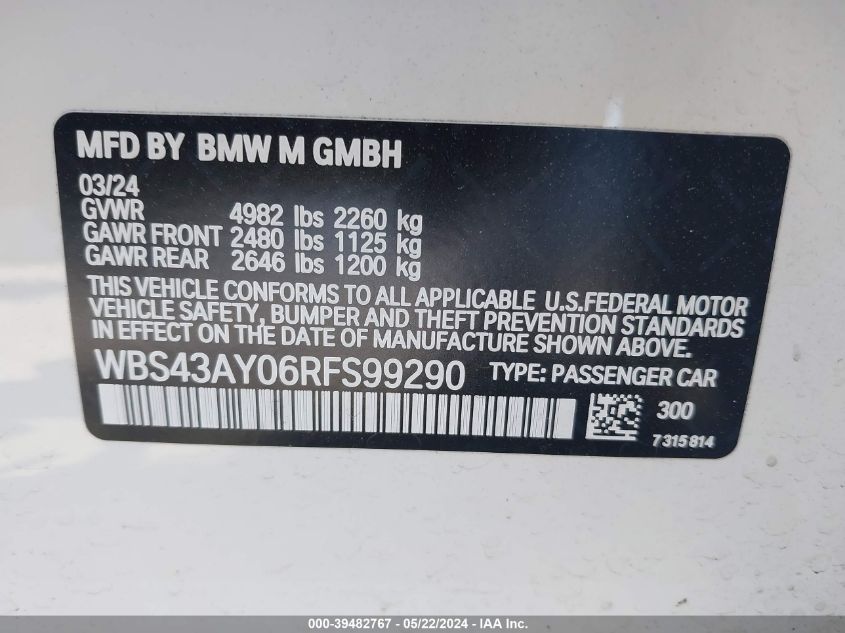 MFD BY BMW M GMBH
03/24
GVWR 4982 lbs 2260 kg
GAWR FRONT 2480 lbs 1125 kg
GAWR REAR 2646 lbs 1200 kg
THIS VEHICLE CONFORMS TO ALL APPLICABLE U.S.FEDERAL MOTOR
VEHICLE SAFETY, BUMPER AND THEFT PREVENTION STANDARDS
IN EFFECT ON THE DATE OF MANUFACTURE SHOWN ABOVE.
WBS43AY06RFS99290 TYPE: PASSENGER CAR
300
7315814
000-39482767 - 05/22/2024 - IAA Inc.